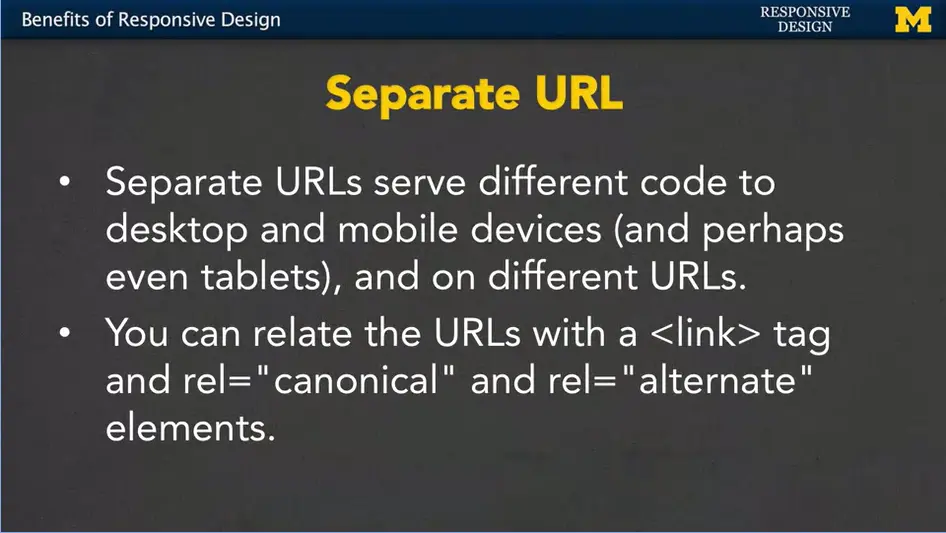 Benefits of Responsive Design
RESPONSIVE
DESIGN
M
Separate URL
• Separate URLs serve different code to
desktop and mobile devices (and perhaps
even tablets), and on different URLs.
• You can relate the URLs with a <link> tag
and rel="canonical" and rel="alternate"
elements.